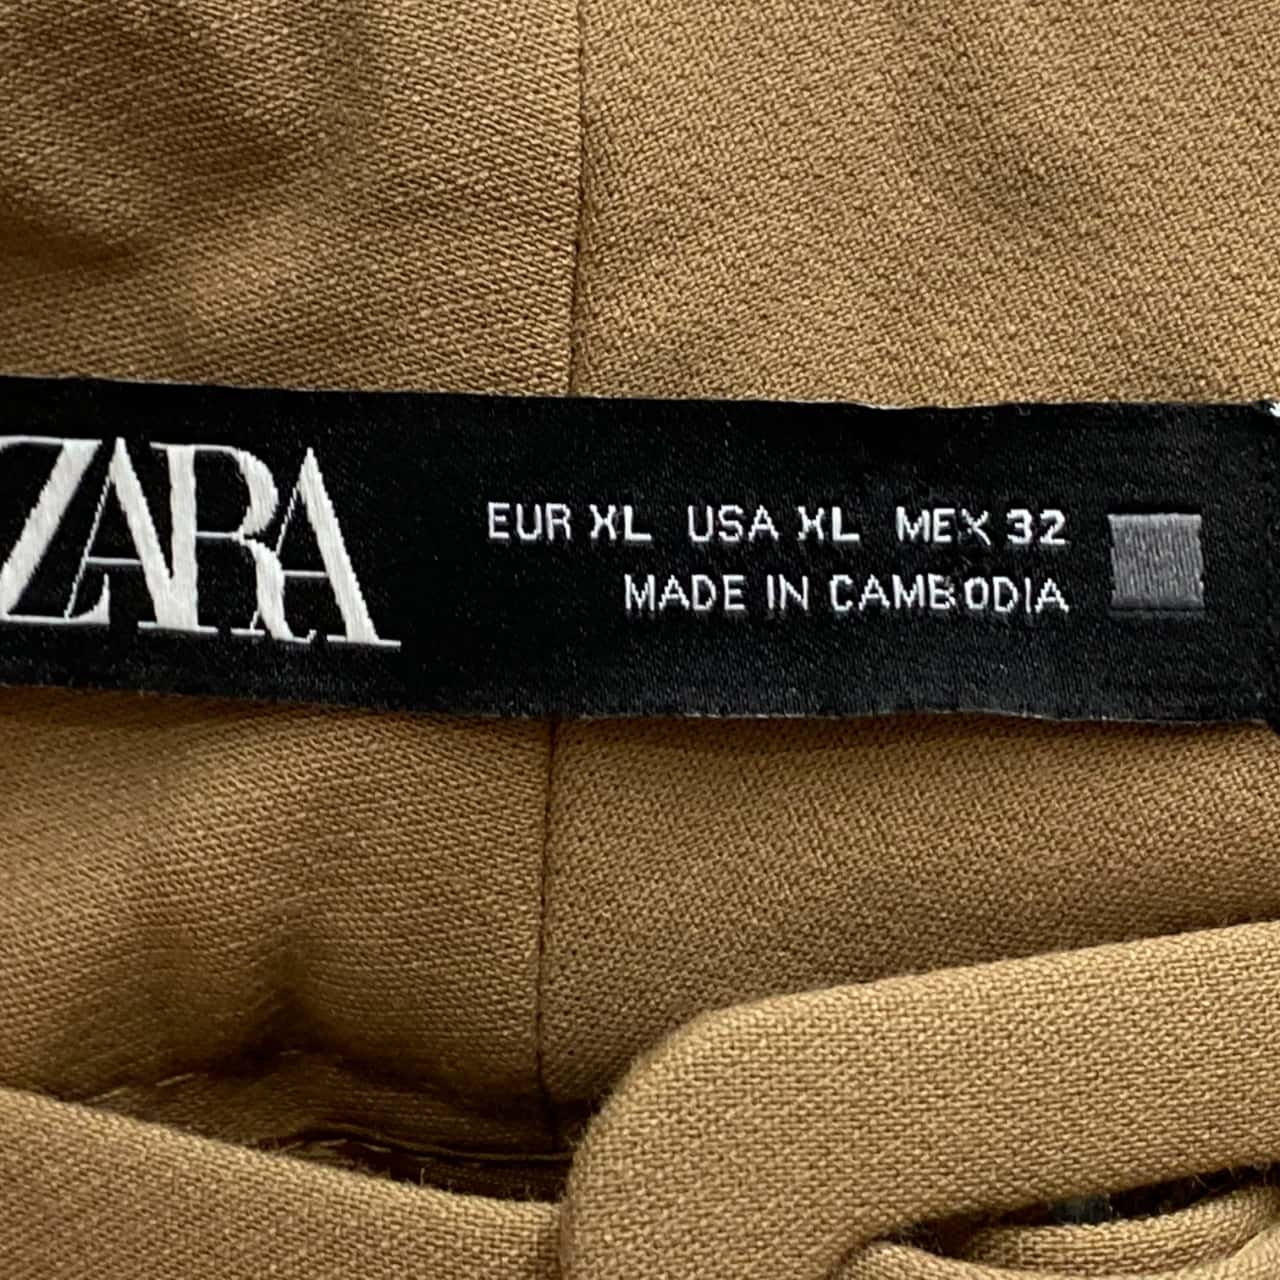 ZARA
EUR XL USA XL MEX 32
MADE IN CAMBODIA